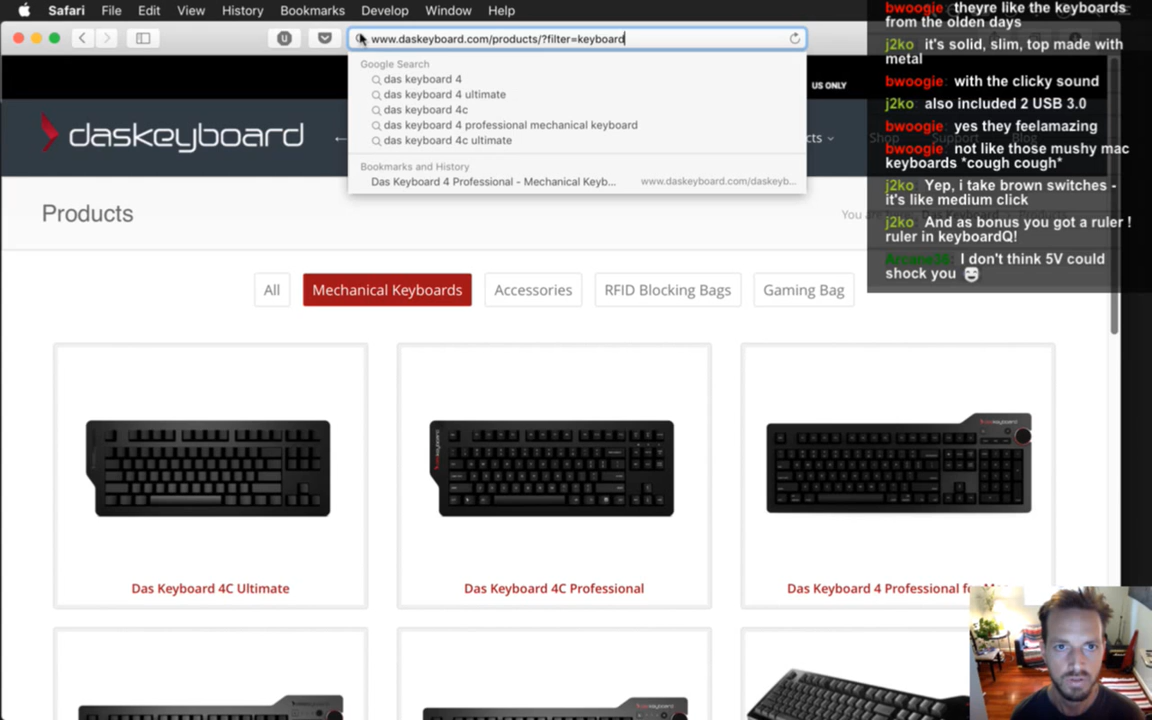 Safari File Edit View History Bookmarks Develop Window Help
www.daskeyboard.com/products/?filter=keyboard
Google Search
das keyboard 4
das keyboard 4 ultimate
das keyboard 4c
das keyboard 4 professional mechanical keyboard
das keyboard 4c ultimate
Bookmarks and History
Das Keyboard 4 Professional - Mechanical Keyb... www.daskeyboard.com/daskeyb...
US ONLY
daskeyboard
Shop Support
Products
All Mechanical Keyboards Accessories RFID Blocking Bags Gaming Bag
Das Keyboard 4C Ultimate
Das Keyboard 4C Professional
Das Keyboard 4 Professional
bwoogie: theyre like the keyboards
from the olden days
j2ko: it's solid, slim, top made with
metal
bwoogie: with the clicky sound
j2ko: also included 2 USB 3.0
bwoogie: yes they feelamazing
bwoogie: not like those mushy mac
keyboards *cough cough*
j2ko: Yep, i take brown switches -
it's like medium click
j2ko: And as bonus you got a ruler !
ruler in keyboardQ!
Arcane36: I don't think 5V could
shock you